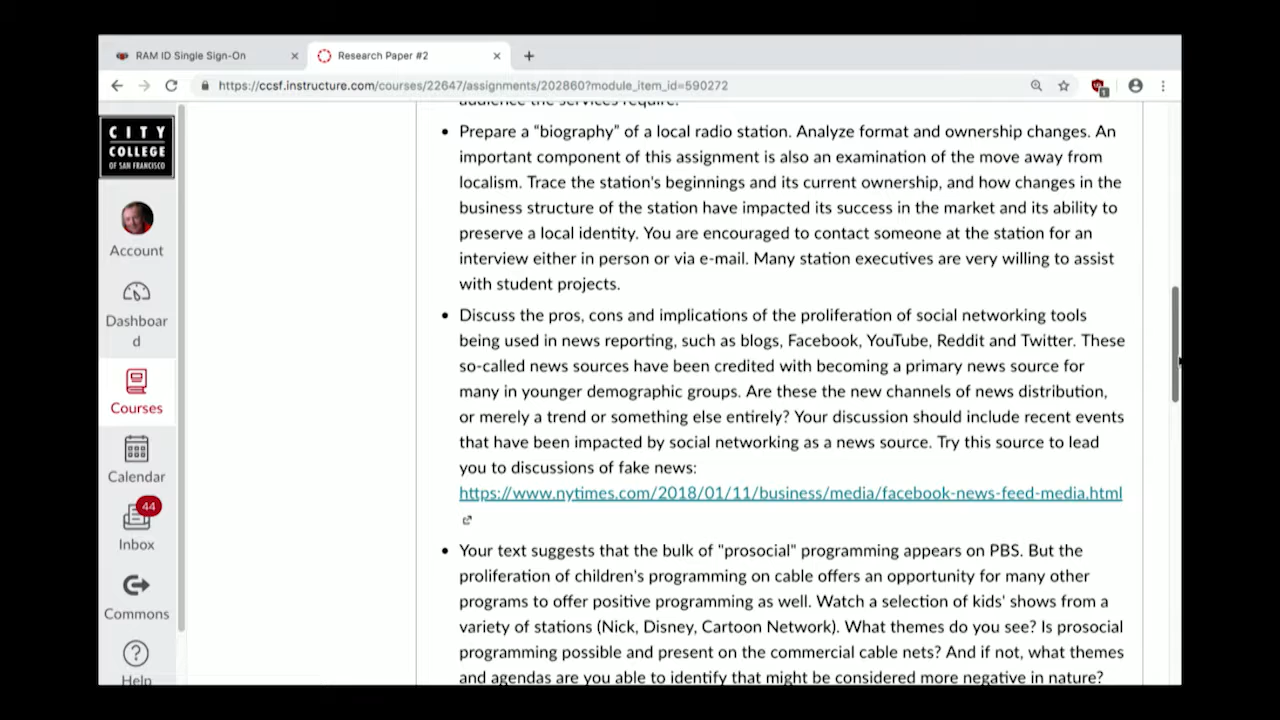 RAM ID Single Sign-On
Research Paper #2
https://ccsf.instructure.com/courses/22647/assignments/202860?module_item_id=590272
1
CITY
COLLEGE
OF SAN FRANCISCO
Account
Dashboar
d
Courses
Calendar
44
Inbox
Commons
Help
audience the services require.
• Prepare a “biography” of a local radio station. Analyze format and ownership changes. An
important component of this assignment is also an examination of the move away from
localism. Trace the station's beginnings and its current ownership, and how changes in the
business structure of the station have impacted its success in the market and its ability to
preserve a local identity. You are encouraged to contact someone at the station for an
interview either in person or via e-mail. Many station executives are very willing to assist
with student projects.
• Discuss the pros, cons and implications of the proliferation of social networking tools
being used in news reporting, such as blogs, Facebook, YouTube, Reddit and Twitter. These
so-called news sources have been credited with becoming a primary news source for
many in younger demographic groups. Are these the new channels of news distribution,
or merely a trend or something else entirely? Your discussion should include recent events
that have been impacted by social networking as a news source. Try this source to lead
you to discussions of fake news:
https://www.nytimes.com/2018/01/11/business/media/facebook-news-feed-media.html
• Your text suggests that the bulk of "prosocial" programming appears on PBS. But the
proliferation of children's programming on cable offers an opportunity for many other
programs to offer positive programming as well. Watch a selection of kids' shows from a
variety of stations (Nick, Disney, Cartoon Network). What themes do you see? Is prosocial
programming possible and present on the commercial cable nets? And if not, what themes
and agendas are you able to identify that might be considered more negative in nature?